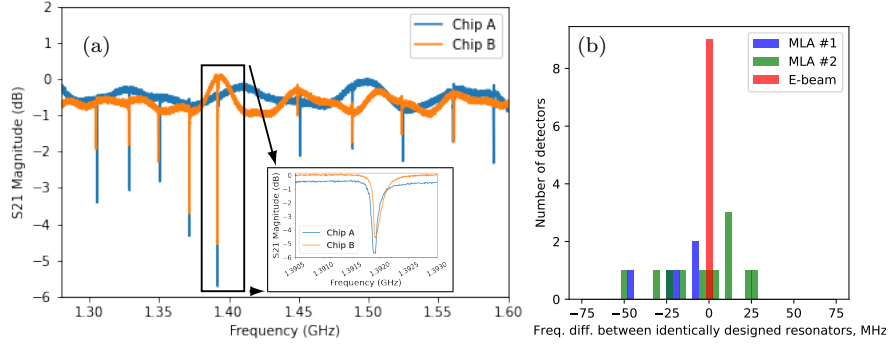 (a)
Chip A
Chip B
S21 Magnitude (dB)
1
0
−1
−2
−3
−4
−5
−6
1.30
1.35
1.40
1.45
1.50
1.55
1.60
Frequency (GHz)
S21 Magnitude (dB)
0
−1
−2
−3
−4
−5
−6
Chip A
Chip B
1.3905
1.3910
1.3915
1.3920
1.3925
1.3930
Frequency (GHz)
(b)
MLA #1
MLA #2
E-beam
Number of detectors
8
6
4
2
0
−75
−50
−25
0
25
50
75
Freq. diff. between identically designed resonators, MHz